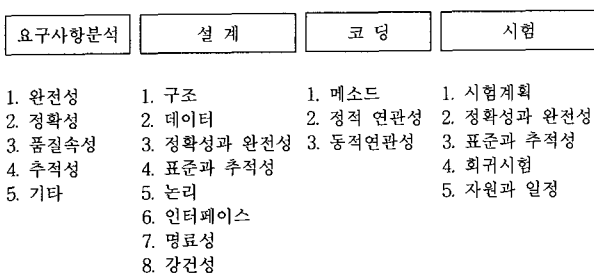 요구사항분석
1. 완전성
2. 정확성
3. 품질속성
4. 추적성
5. 기타
설 계
1. 구조
2. 데이터
3. 정확성과 완전성
4. 표준과 추적성
5. 논리
6. 인터페이스
7. 명료성
8. 강건성
코 딩
1. 메소드
2. 정적 연관성
3. 동적연관성
시험
1. 시험계획
2. 정확성과 완전성
3. 표준과 추적성
4. 회귀시험
5. 자원과 일정